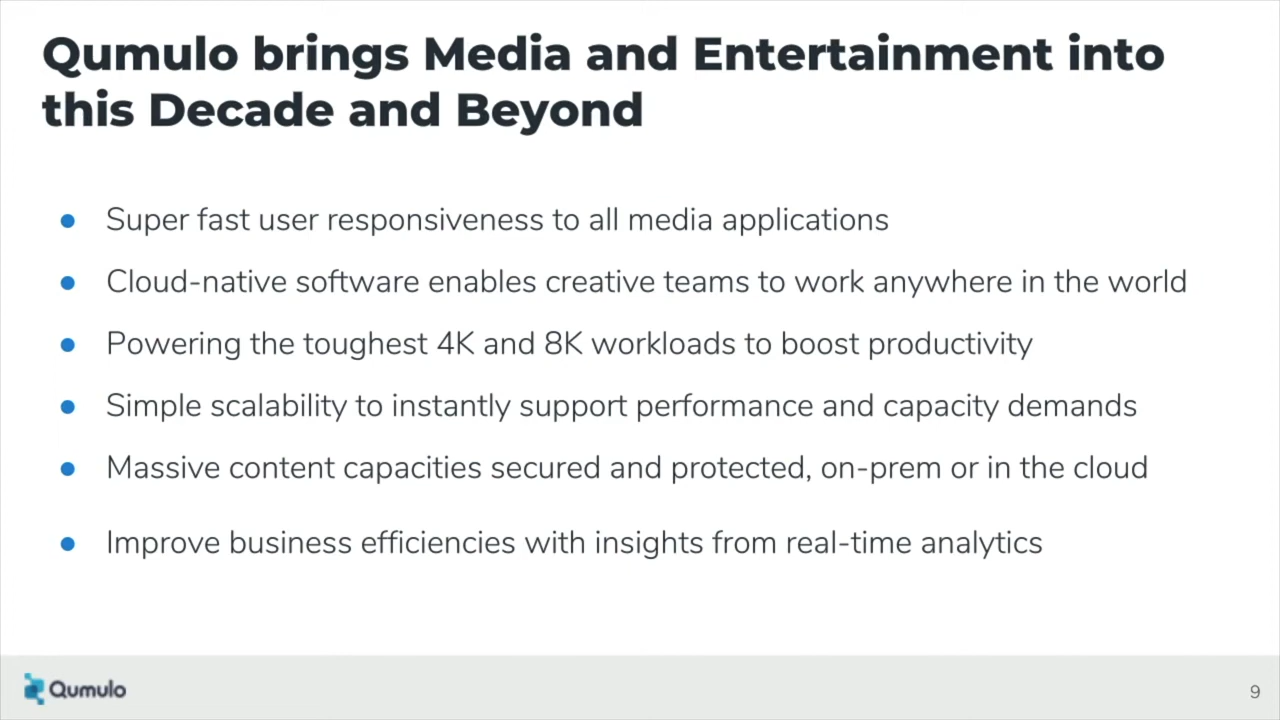 Qumulo brings Media and Entertainment into
this Decade and Beyond
● Super fast user responsiveness to all media applications
● Cloud-native software enables creative teams to work anywhere in the world
● Powering the toughest 4K and 8K workloads to boost productivity
● Simple scalability to instantly support performance and capacity demands
● Massive content capacities secured and protected, on-prem or in the cloud
● Improve business efficiencies with insights from real-time analytics
Qumulo
9